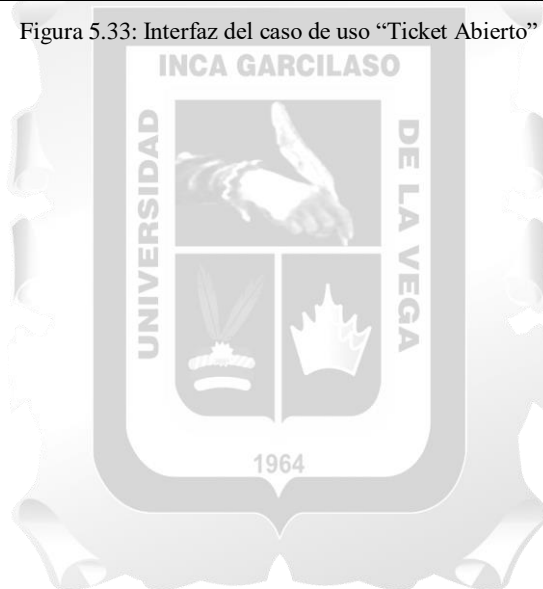 Figura 5.33: Interfaz del caso de uso “Ticket Abierto”
INCA GARCILASO
UNIVERSIDAD
DE LA VEGA
1964